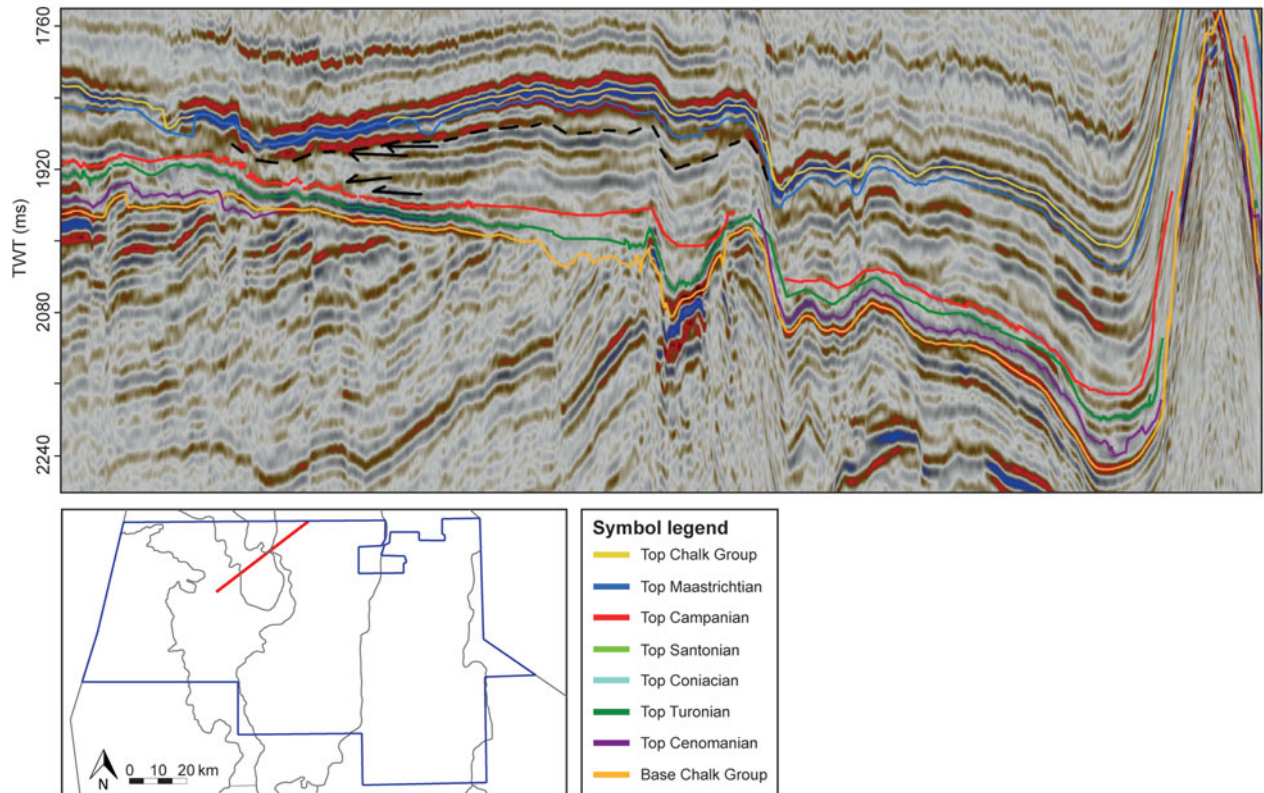 1760
1920
2080
2240
TWT (ms)
N
0 10 20 km
Symbol legend
Top Chalk Group
Top Maastrichtian
Top Campanian
Top Santonian
Top Coniacian
Top Turonian
Top Cenomanian
Base Chalk Group